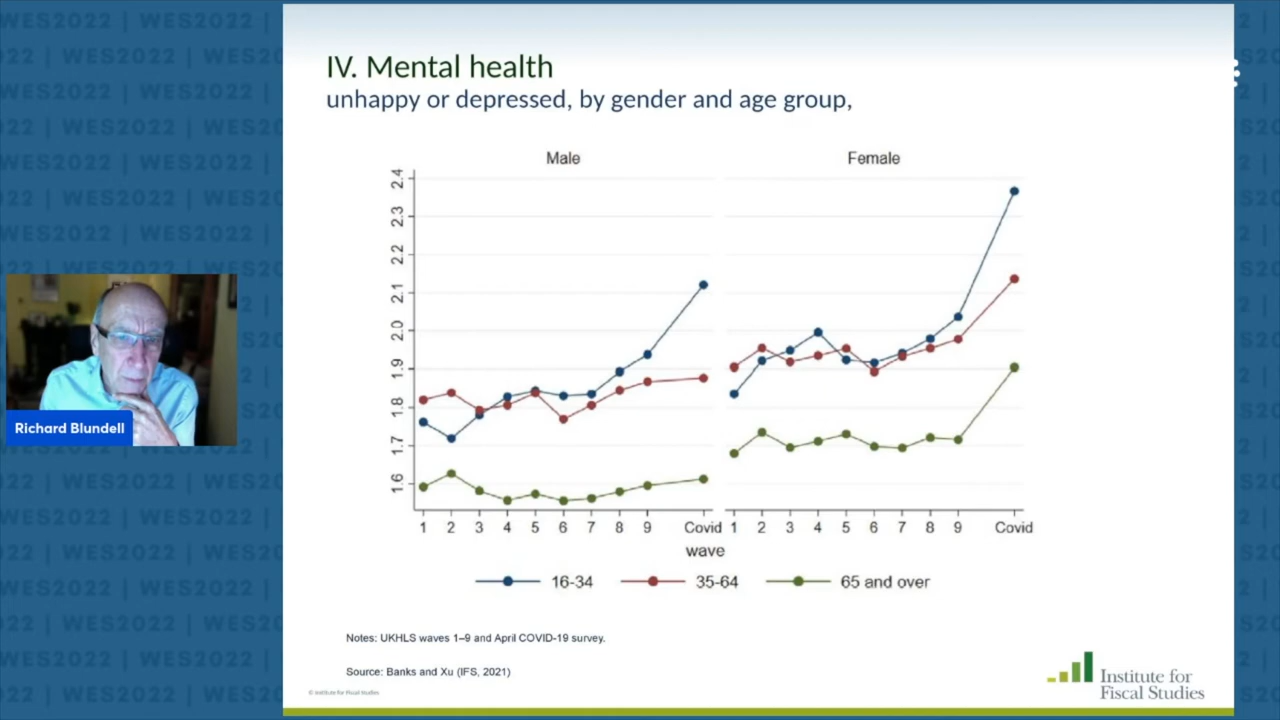 WES2022 | WES2022 |
IV. Mental health
unhappy or depressed, by gender and age group,
Male
Female
2.4
2.3
2.2
2.1
2.0
1.9
1.8
1.7
1.6
1 2 3 4 5 6 7 8 9 Covid
1 2 3 4 5 6 7 8 9 Covid
wave
16-34
35-64
65 and over
Notes: UKHLS waves 1–9 and April COVID-19 survey.
Source: Banks and Xu (IFS, 2021)
© Institute for Fiscal Studies
Institute for
Fiscal Studies
Richard Blundell